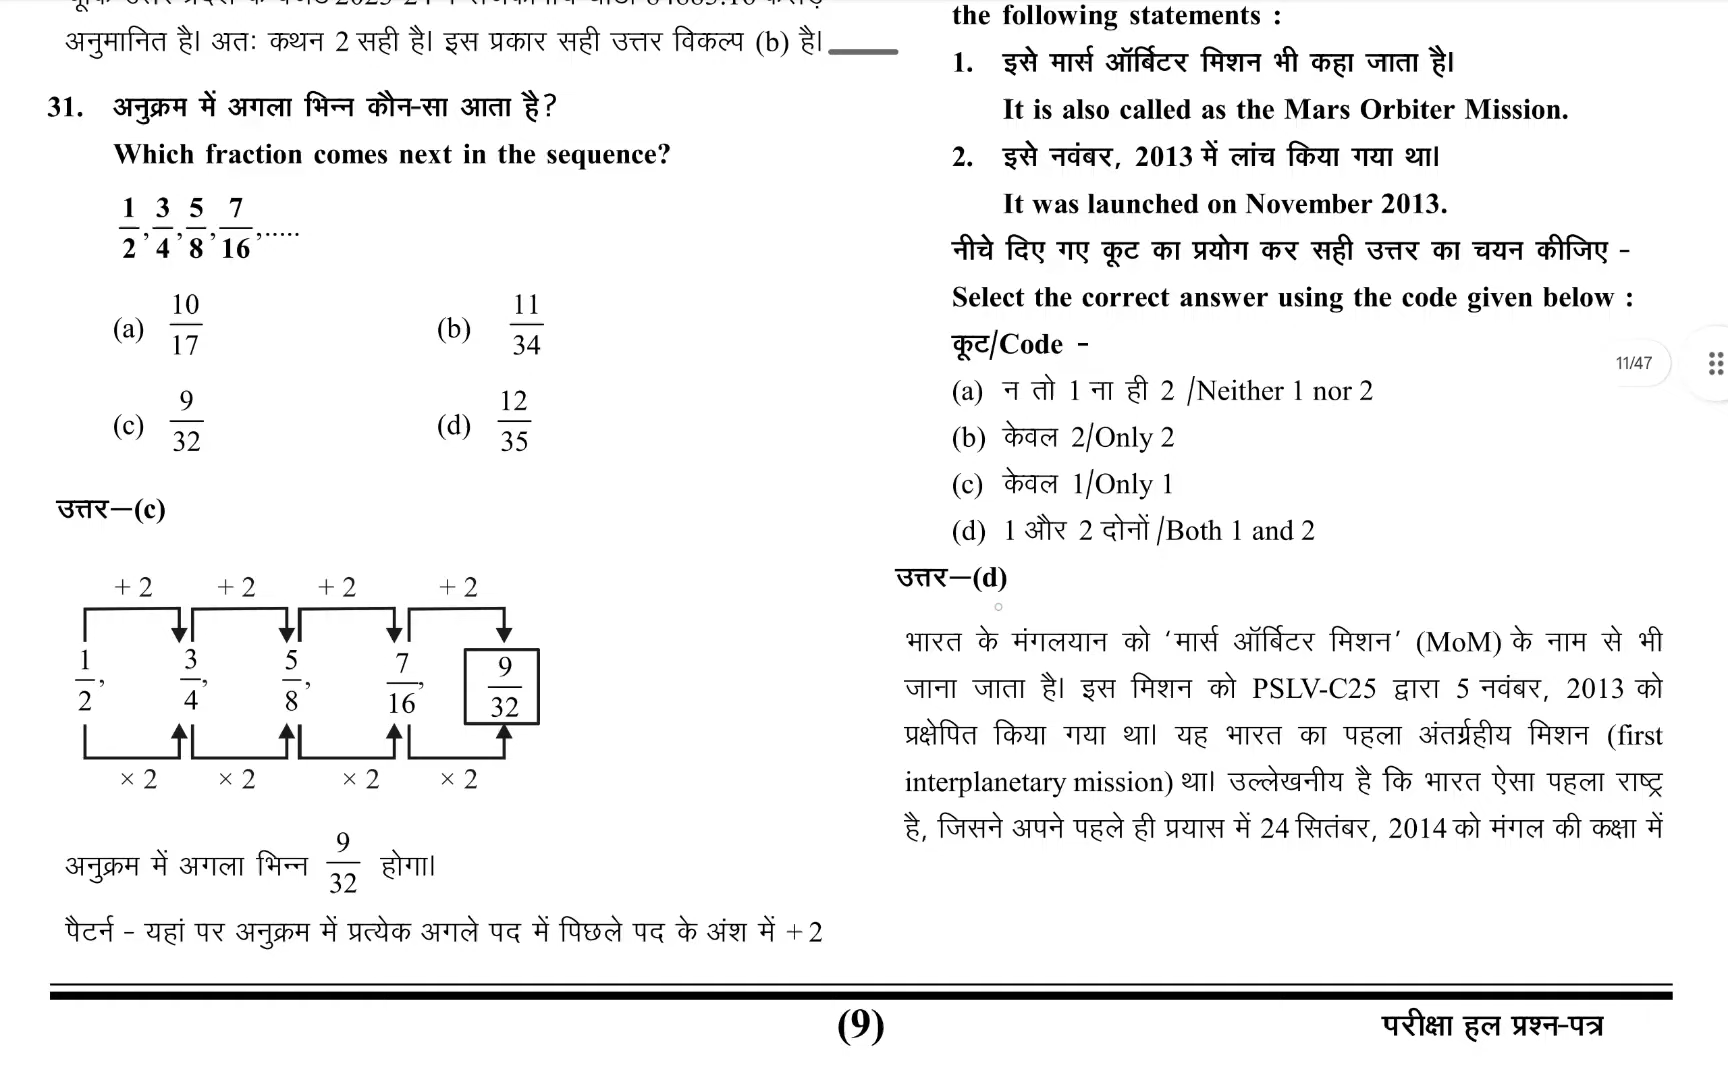 अनुमानित है। अतः कथन 2 सही है। इस प्रकार सही उत्तर विकल्प (b) है।
31. अनुक्रम में अगला भिन्न कौन-सा आता है?
Which fraction comes next in the sequence?
1/2, 3/4, 5/8, 7/16, .....
(a) 10/17 (b) 11/34
(c) 9/32 (d) 12/35
उत्तर—(c)
+ 2 + 2 + 2 + 2
1/2, 3/4, 5/8, 7/16, 9/32
× 2 × 2 × 2 × 2
अनुक्रम में अगला भिन्न 9/32 होगा।
पैटर्न - यहां पर अनुक्रम में प्रत्येक अगले पद में पिछले पद के अंश में + 2
the following statements :
1. इसे मार्स ऑर्बिटर मिशन भी कहा जाता है।
It is also called as the Mars Orbiter Mission.
2. इसे नवंबर, 2013 में लांच किया गया था।
It was launched on November 2013.
नीचे दिए गए कूट का प्रयोग कर सही उत्तर का चयन कीजिए -
Select the correct answer using the code given below :
कूट/Code -
(a) न तो 1 ना ही 2 /Neither 1 nor 2
(b) केवल 2/Only 2
(c) केवल 1/Only 1
(d) 1 और 2 दोनों /Both 1 and 2
उत्तर—(d)
भारत के मंगलयान को ‘मार्स ऑर्बिटर मिशन’ (MoM) के नाम से भी
जाना जाता है। इस मिशन को PSLV-C25 द्वारा 5 नवंबर, 2013 को
प्रक्षेपित किया गया था। यह भारत का पहला अंतर्ग्रहीय मिशन (first
interplanetary mission) था। उल्लेखनीय है कि भारत ऐसा पहला राष्ट्र
है, जिसने अपने पहले ही प्रयास में 24 सितंबर, 2014 को मंगल की कक्षा में
11/47
(9)
परीक्षा हल प्रश्न-पत्र